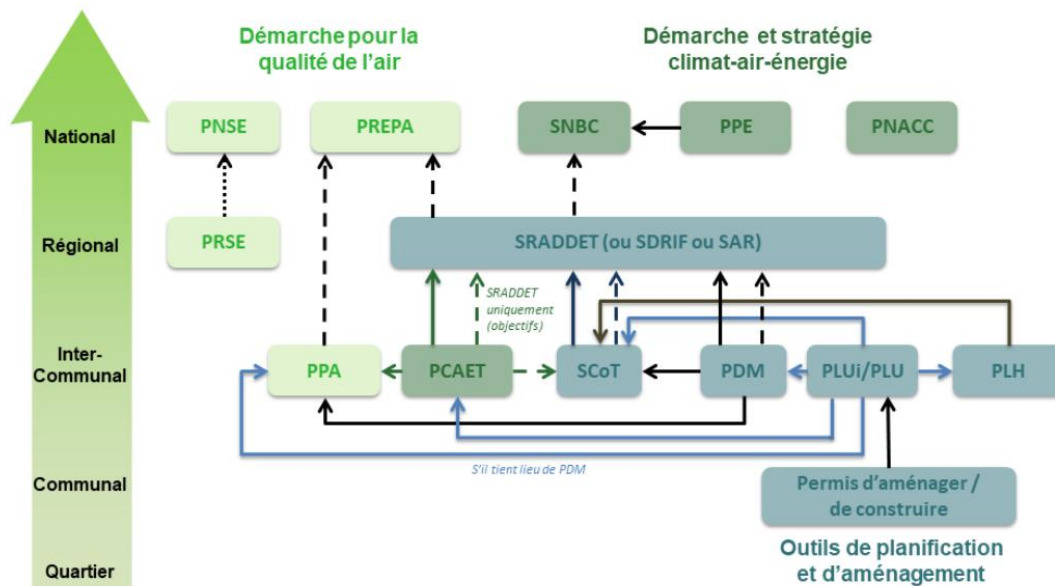 Démarche pour la
qualité de l'air
Démarche et stratégie
climat-air-énergie
National
PNSE
PREPA
SNBC
PPE
PNACC
Régional
PRSE
SRADDET (ou SDRIF ou SAR)
SRADDET
uniquement
(objectifs)
Inter-
Communal
PPA
PCAET
SCoT
PDM
PLUi/PLU
PLH
S'il tient lieu de PDM
Communal
Permis d'aménager /
de construire
Outils de planification
et d'aménagement
Quartier